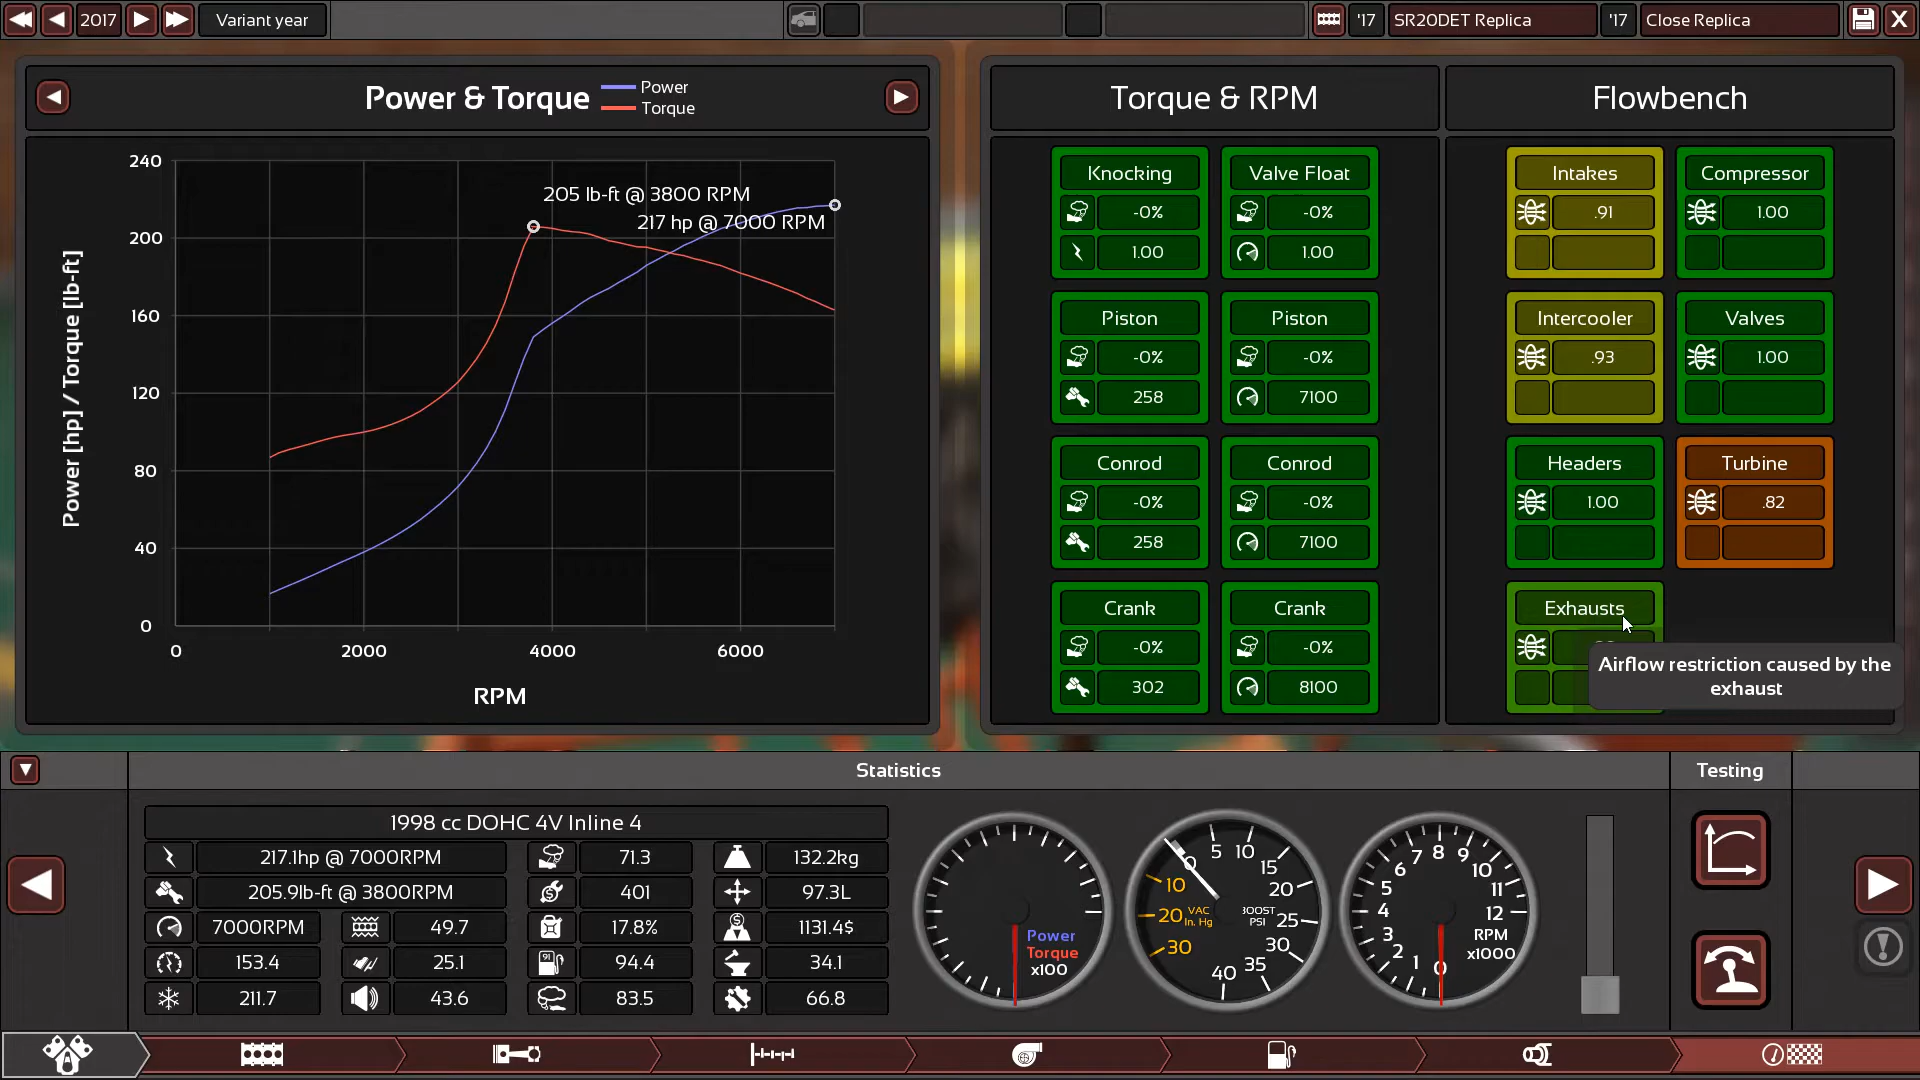 2017
Variant year
'17
SR20DET Replica
'17
Close Replica
Power & Torque
Power
Torque
Power [hp] / Torque [lb-ft]
240
200
160
120
80
40
0
205 lb-ft @ 3800 RPM
217 hp @ 7000 RPM
0
2000
4000
6000
RPM
Torque & RPM
Knocking
-0%
1.00
Valve Float
-0%
1.00
Piston
-0%
258
Piston
-0%
7100
Conrod
-0%
258
Conrod
-0%
7100
Crank
-0%
302
Crank
-0%
8100
Flowbench
Intakes
.91
Compressor
1.00
Intercooler
.93
Valves
1.00
Headers
1.00
Turbine
.82
Exhausts
Airflow restriction caused by the
exhaust
Statistics
Testing
1998 cc DOHC 4V Inline 4
217.1hp @ 7000RPM
71.3
132.2kg
205.9lb-ft @ 3800RPM
401
97.3L
7000RPM
49.7
17.8%
1131.4$
153.4
25.1
91
94.4
34.1
211.7
43.6
83.5
66.8
Power
Torque
x100
0
5
10
15
20
25
30
35
40
10
20
30
VAC
In. Hg
BOOST
PSI
0
1
2
3
4
5
6
7
8
9
10
11
12
RPM
x1000